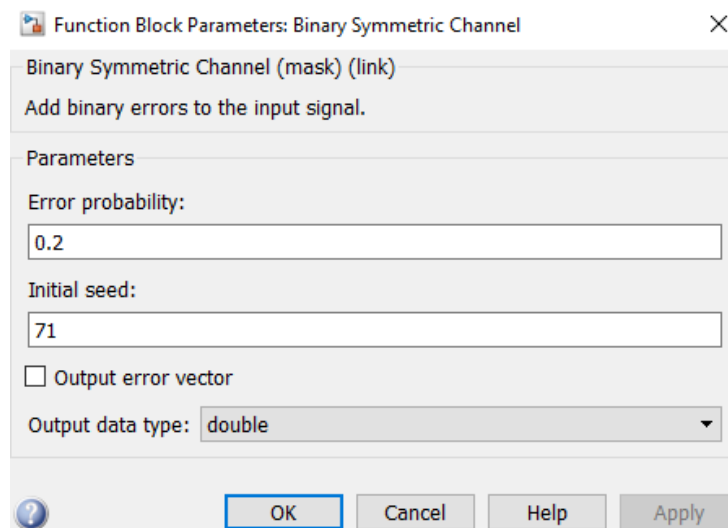 Function Block Parameters: Binary Symmetric Channel
Binary Symmetric Channel (mask) (link)
Add binary errors to the input signal.
Parameters
Error probability:
0.2
Initial seed:
71
Output error vector
Output data type: double
? OK Cancel Help Apply